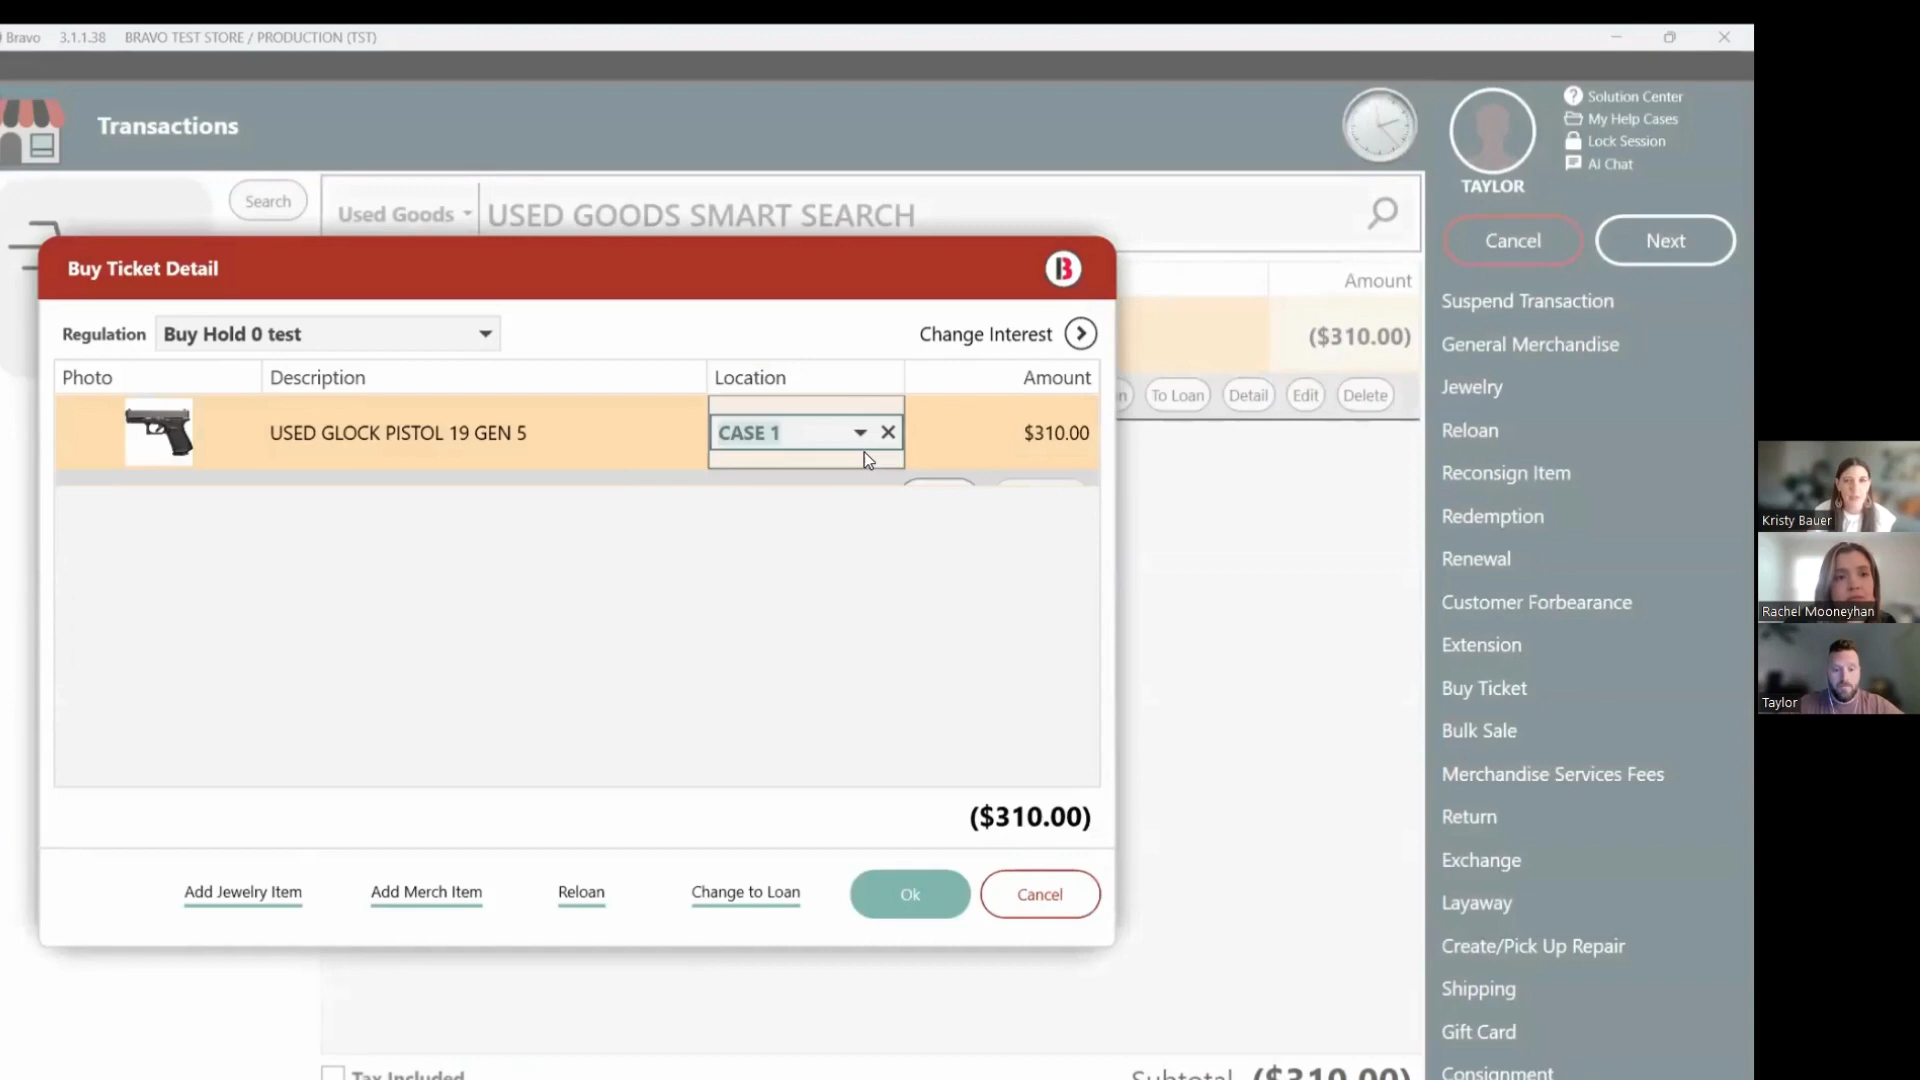 Bravo 3.1.1.38 BRAVO TEST STORE / PRODUCTION (TST)
Transactions
Solution Center
My Help Cases
Lock Session
AI Chat
TAYLOR
Search
Used Goods
USED GOODS SMART SEARCH
Cancel
Next
Buy Ticket Detail
B
Amount
($310.00)
To Loan
Detail
Edit
Delete
Regulation
Buy Hold 0 test
Change Interest
Photo
Description
Location
Amount
USED GLOCK PISTOL 19 GEN 5
CASE 1
$310.00
($310.00)
Add Jewelry Item
Add Merch Item
Reloan
Change to Loan
Ok
Cancel
Suspend Transaction
General Merchandise
Jewelry
Reloan
Reconsign Item
Redemption
Renewal
Customer Forbearance
Extension
Buy Ticket
Bulk Sale
Merchandise Services Fees
Return
Exchange
Layaway
Create/Pick Up Repair
Shipping
Gift Card
Consignment
Tax Included
Subtotal ($310.00)
Kristy Bauer
Rachel Mooneyhan
Taylor